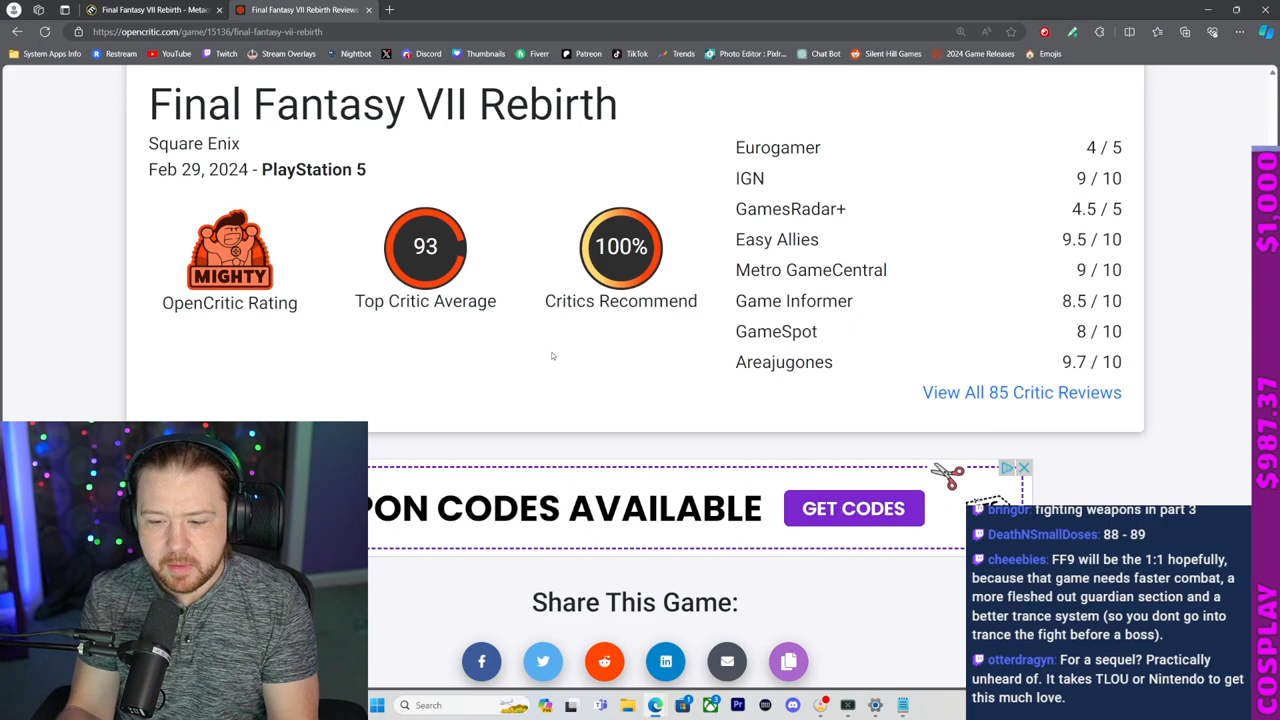 Final Fantasy VII Rebirth - Metac
Final Fantasy VII Rebirth Reviews
https://opencritic.com/game/15136/final-fantasy-vii-rebirth
System Apps Info
Restream
YouTube
Twitch
Stream Overlays
Nightbot
Discord
Thumbnails
Fiverr
Patreon
TikTok
Trends
Photo Editor : Pixlr...
Chat Bot
Silent Hill Games
2024 Game Releases
Emojis
Final Fantasy VII Rebirth
Square Enix
Feb 29, 2024 - PlayStation 5
MIGHTY
OpenCritic Rating
93
Top Critic Average
100%
Critics Recommend
Eurogamer 4 / 5
IGN 9 / 10
GamesRadar+ 4.5 / 5
Easy Allies 9.5 / 10
Metro GameCentral 9 / 10
Game Informer 8.5 / 10
GameSpot 8 / 10
Areajugones 9.7 / 10
View All 85 Critic Reviews
PON CODES AVAILABLE
GET CODES
Share This Game:
bring0r: fighting weapons in part 3
DeathNSmallDoses: 88 - 89
cheeebies: FF9 will be the 1:1 hopefully,
because that game needs faster combat, a
more fleshed out guardian section and a
better trance system (so you dont go into
trance the fight before a boss).
otterdragyn: For a sequel? Practically
unheard of. It takes TLOU or Nintendo to get
this much love.
Search
$1,000
$987.37
COSPLAY